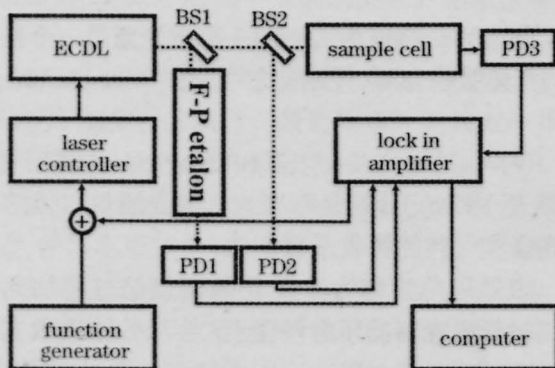 BS1 BS2
ECDL
sample cell
PD3
F-P etalon
laser
controller
lock in
amplifier
+
PD1
PD2
function
generator
computer